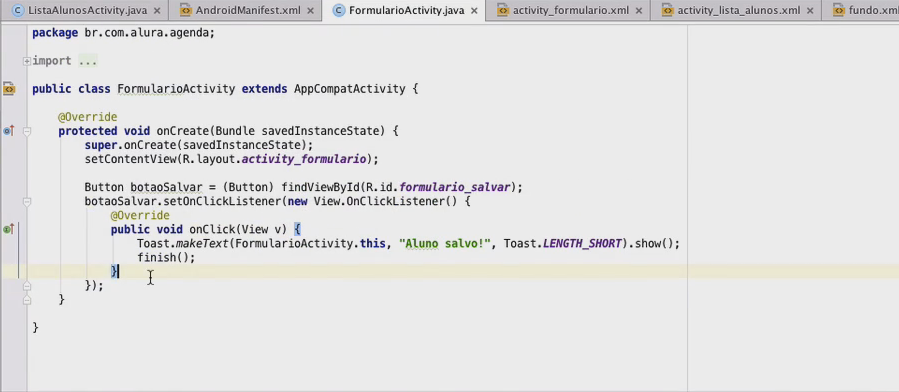 ListaAlunosActivity.java AndroidManifest.xml FormularioActivity.java activity_formulario.xml activity_lista_alunos.xml fundo.xml
package br.com.alura.agenda;
import ...
public class FormularioActivity extends AppCompatActivity {
@Override
protected void onCreate(Bundle savedInstanceState) {
super.onCreate(savedInstanceState);
setContentView(R.layout.activity_formulario);
Button botaoSalvar = (Button) findViewById(R.id.formulario_salvar);
botaoSalvar.setOnClickListener(new View.OnClickListener() {
@Override
public void onClick(View v) {
Toast.makeText(FormularioActivity.this, "Aluno salvo!", Toast.LENGTH_SHORT).show();
finish();
}
});
}
}